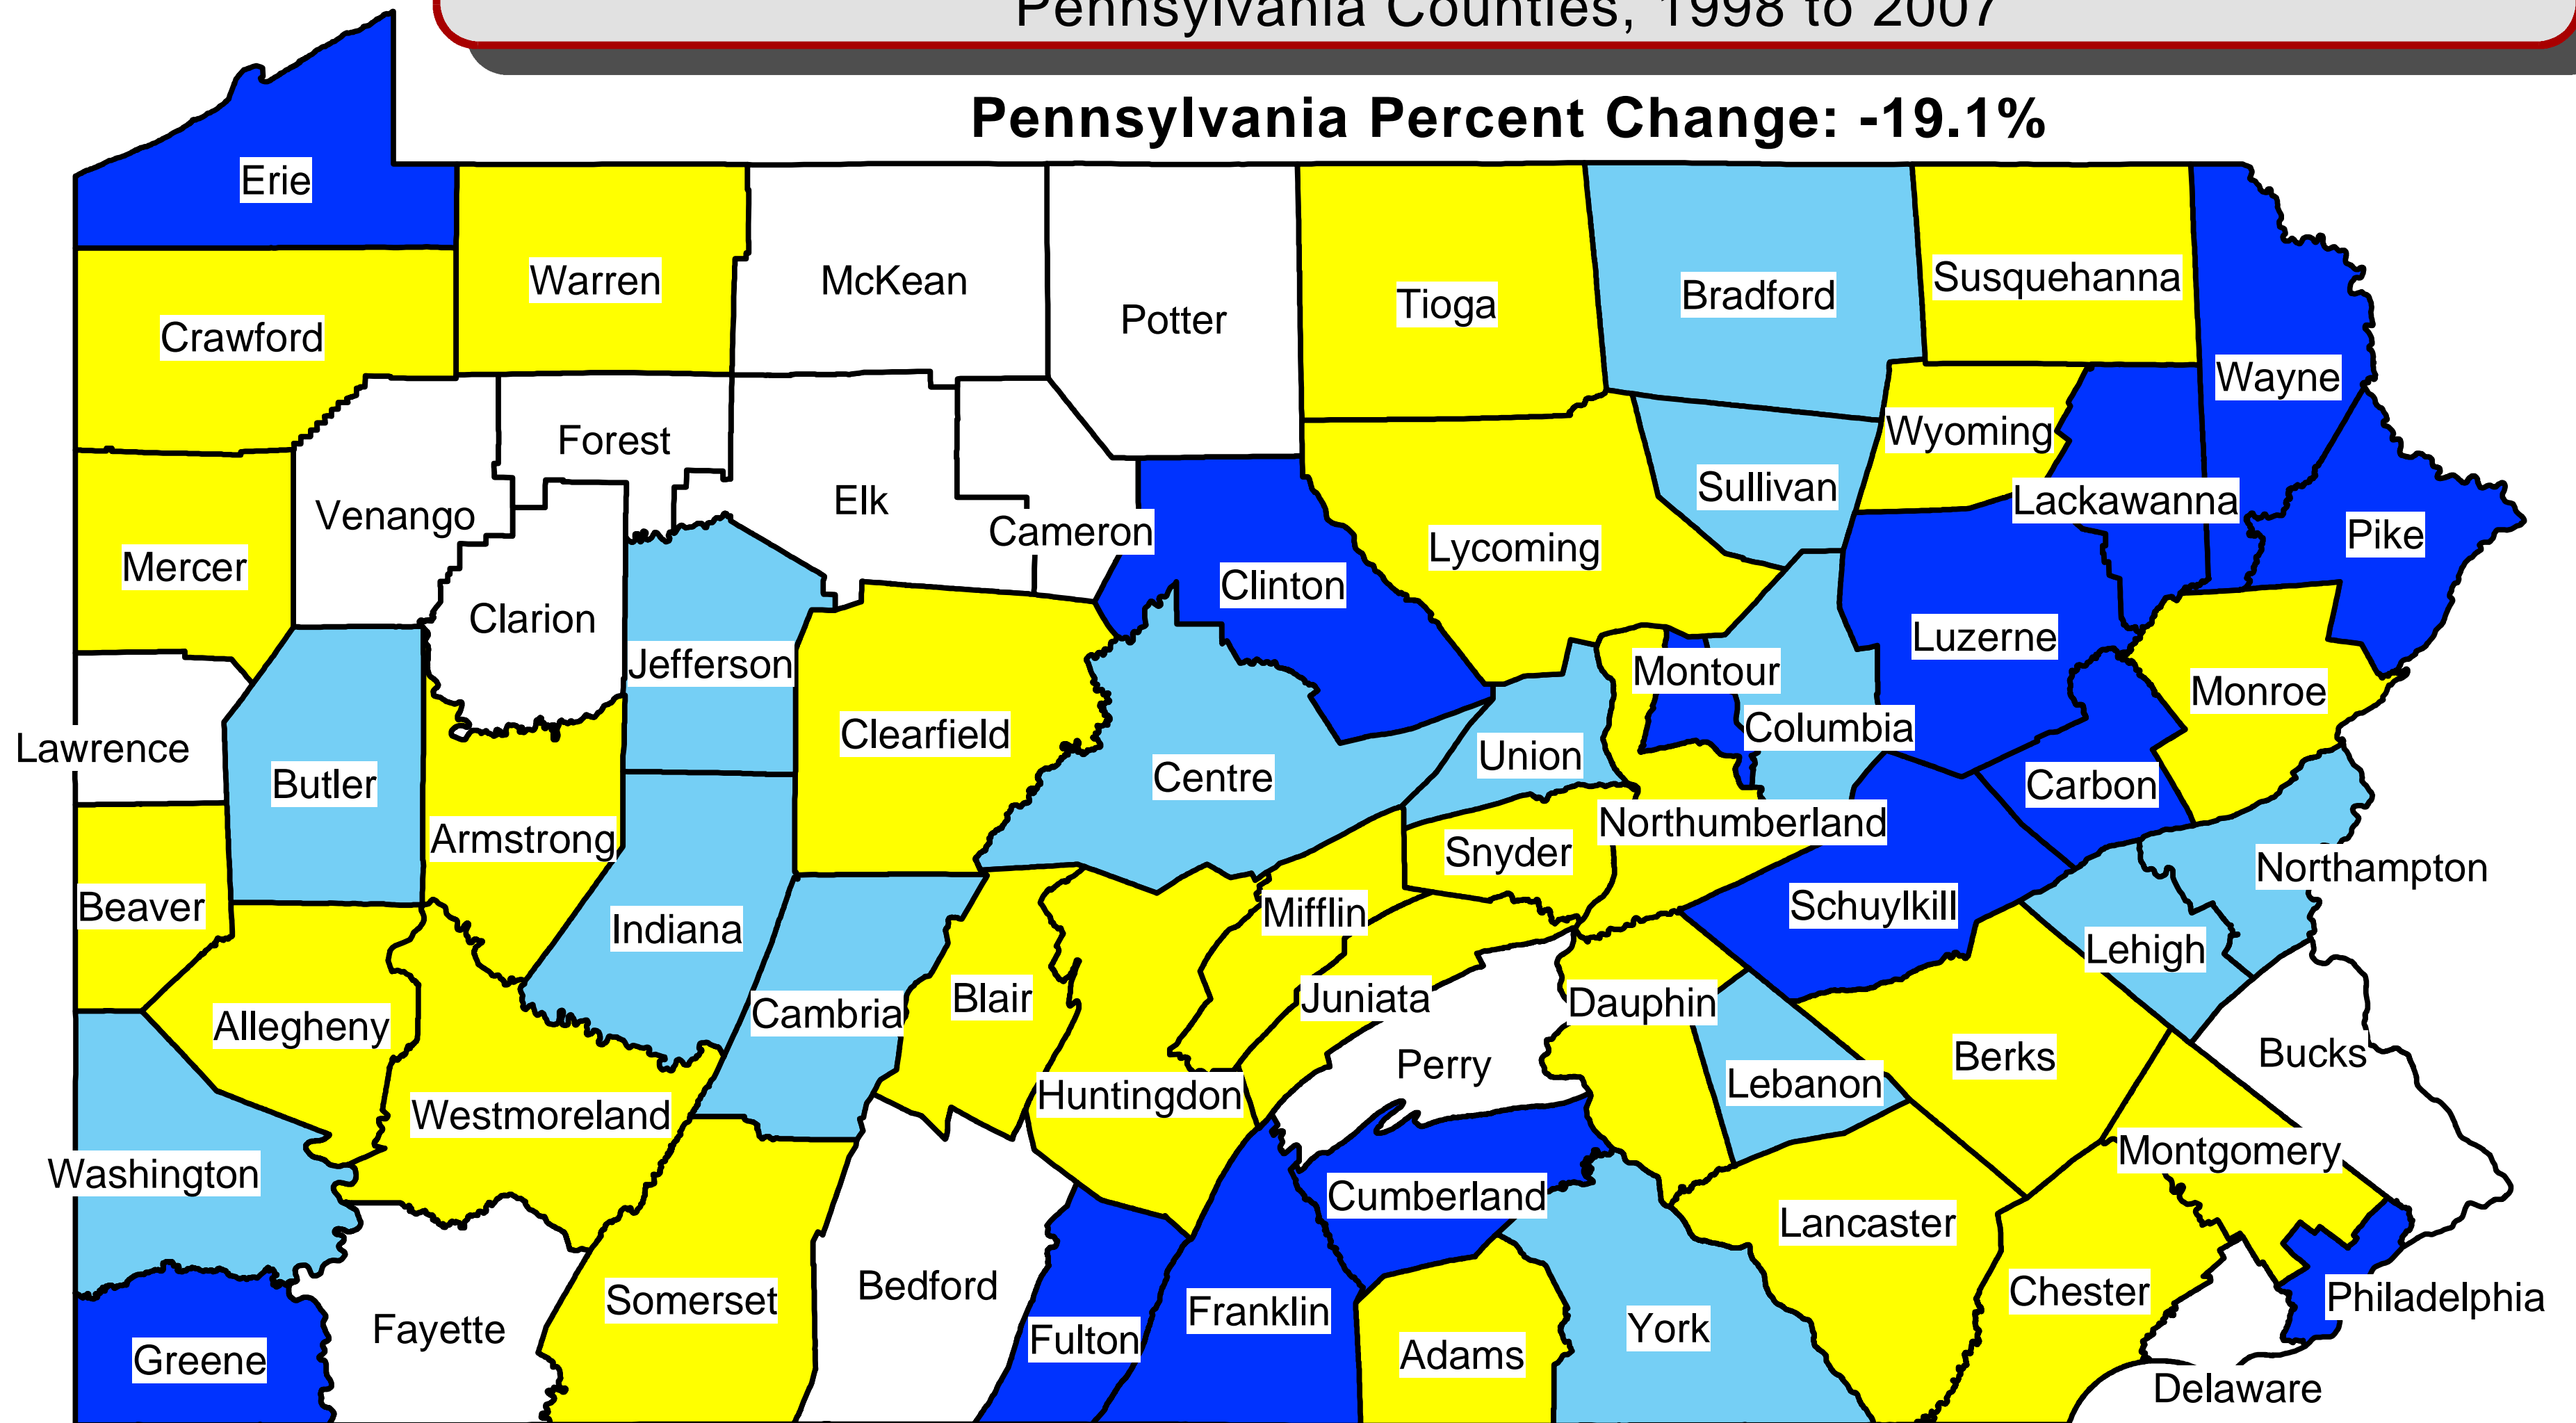 Pennsylvania Counties, 1998 to 2007
Pennsylvania Percent Change: -19.1%
Erie
Warren
McKean
Potter
Tioga
Bradford
Susquehanna
Wayne
Crawford
Forest
Wyoming
Venango
Elk
Cameron
Sullivan
Lackawanna
Pike
Mercer
Clarion
Clinton
Lycoming
Luzerne
Jefferson
Montour
Monroe
Lawrence
Clearfield
Columbia
Butler
Centre
Union
Carbon
Armstrong
Snyder
Northumberland
Northampton
Beaver
Indiana
Mifflin
Schuylkill
Lehigh
Allegheny
Cambria
Blair
Juniata
Dauphin
Perry
Berks
Bucks
Westmoreland
Huntingdon
Lebanon
Montgomery
Washington
Cumberland
Lancaster
Somerset
Bedford
Franklin
Chester
Philadelphia
Fayette
Fulton
York
Greene
Adams
Delaware